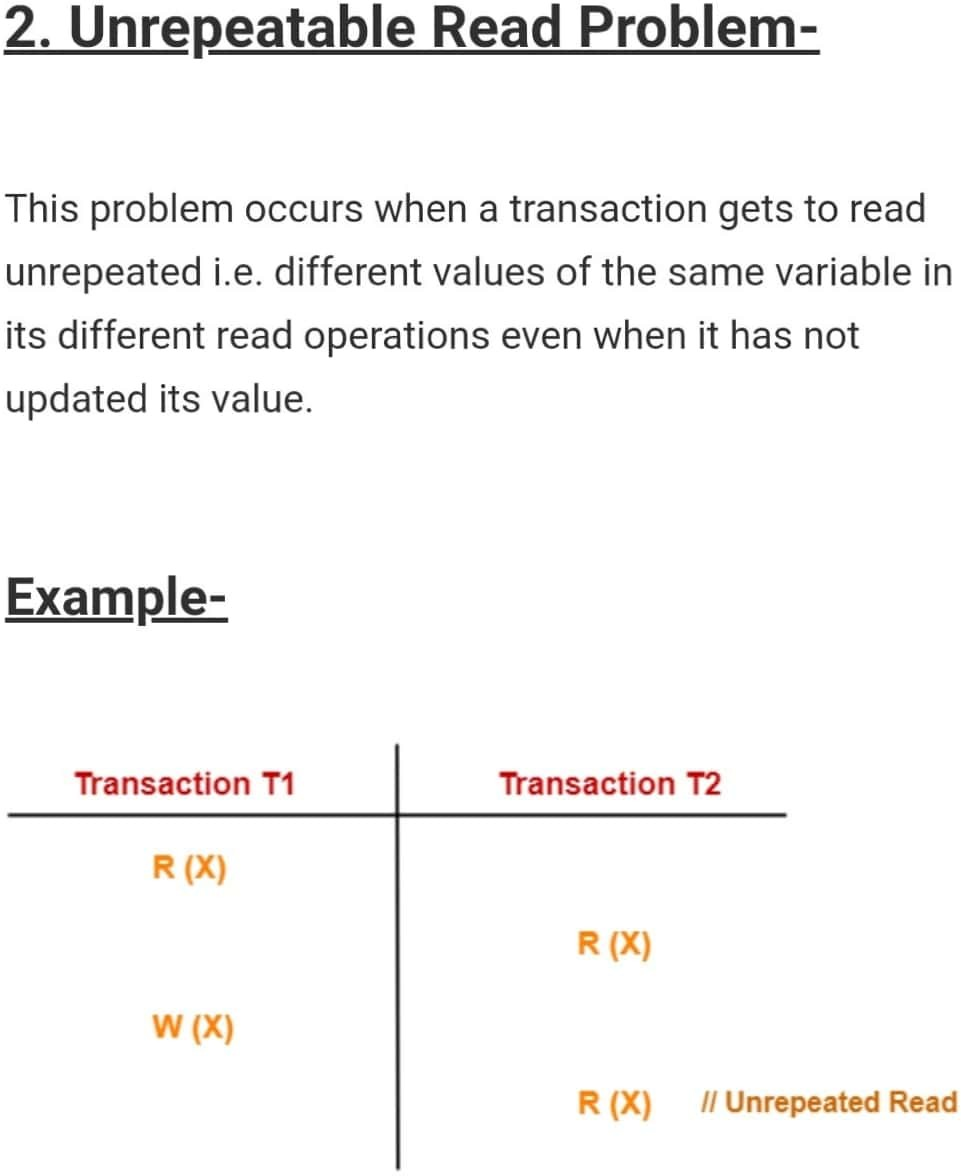 2. Unrepeatable Read Problem-
This problem occurs when a transaction gets to read
unrepeated i.e. different values of the same variable in
its different read operations even when it has not
updated its value.
Example-
Transaction T1 Transaction T2
R (X)
R (X)
W (X)
R (X) // Unrepeated Read